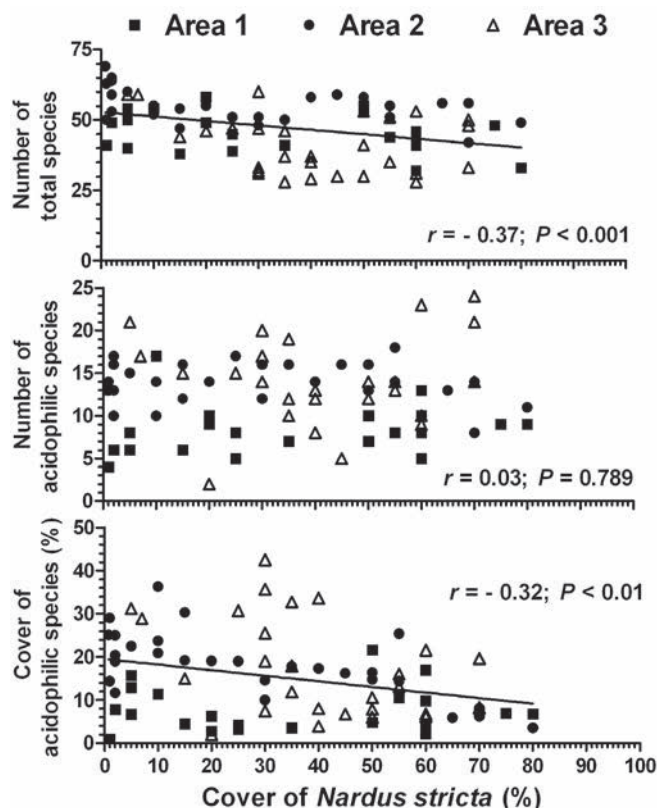 Area 1 Area 2 Area 3
Number of
total species
75
50
25
0
r = - 0.37; P < 0.001
Number of
acidophilic species
25
20
15
10
5
0
r = 0.03; P = 0.789
Cover of
acidophilic species (%)
50
40
30
20
10
0
r = - 0.32; P < 0.01
0 10 20 30 40 50 60 70 80 90 100
Cover of Nardus stricta (%)